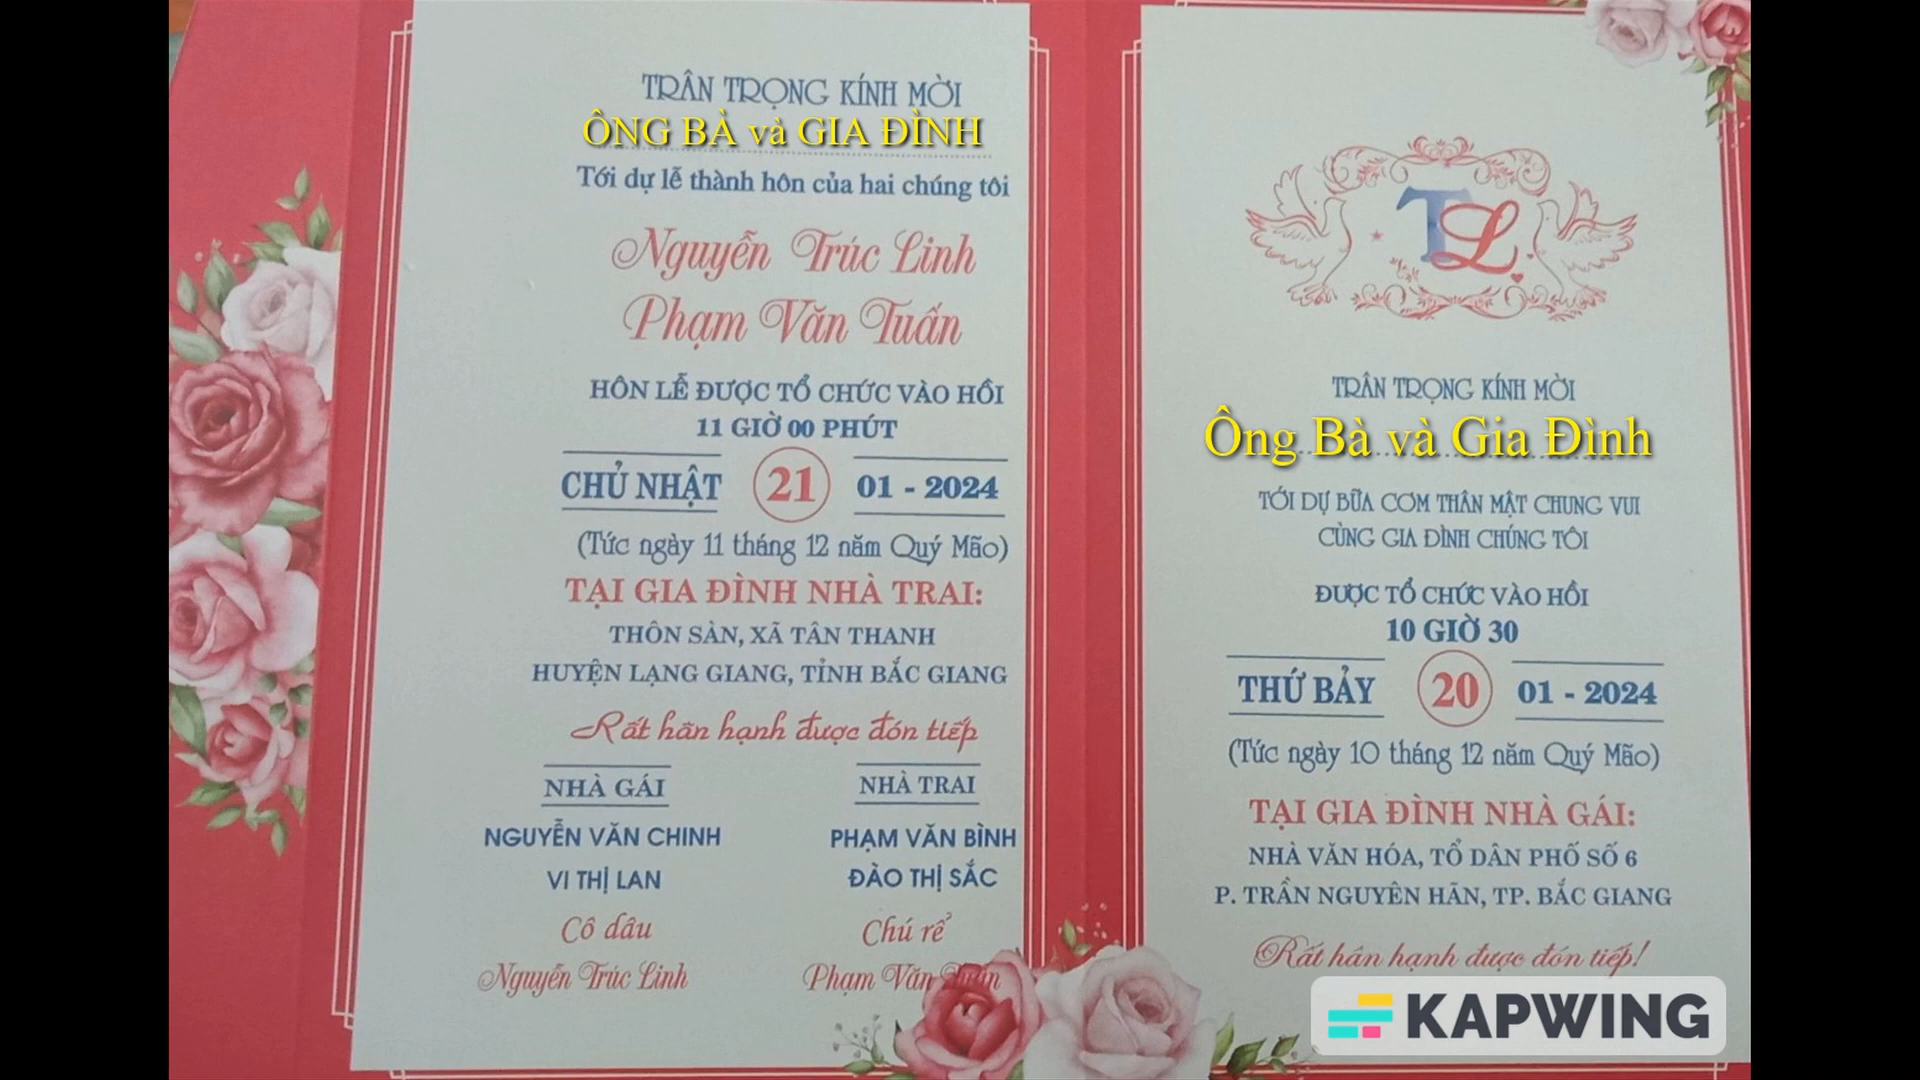 TRÂN TRỌNG KÍNH MỜI
ÔNG BÀ và GIA ĐÌNH
Tới dự lễ thành hôn của hai chúng tôi
Nguyễn Trúc Linh
Phạm Văn Tuấn
HÔN LỄ ĐƯỢC TỔ CHỨC VÀO HỒI
11 GIỜ 00 PHÚT
CHỦ NHẬT 21 01 - 2024
(Tức ngày 11 tháng 12 năm Quý Mão)
TẠI GIA ĐÌNH NHÀ TRAI:
THÔN SÀN, XÃ TÂN THANH
HUYỆN LẠNG GIANG, TỈNH BẮC GIANG
Rất hân hạnh được đón tiếp
NHÀ GÁI
NGUYỄN VĂN CHINH
VI THỊ LAN
Cô dâu
Nguyễn Trúc Linh
NHÀ TRAI
PHẠM VĂN BÌNH
ĐÀO THỊ SẮC
Chú rể
Phạm Văn Tuấn
TL
TRÂN TRỌNG KÍNH MỜI
Ông Bà và Gia Đình
TỚI DỰ BỮA CƠM THÂN MẬT CHUNG VUI
CÙNG GIA ĐÌNH CHÚNG TÔI
ĐƯỢC TỔ CHỨC VÀO HỒI
10 GIỜ 30
THỨ BẢY 20 01 - 2024
(Tức ngày 10 tháng 12 năm Quý Mão)
TẠI GIA ĐÌNH NHÀ GÁI:
NHÀ VĂN HÓA, TỔ DÂN PHỐ SỐ 6
P. TRẦN NGUYÊN HÃN, TP. BẮC GIANG
Rất hân hạnh được đón tiếp!
KAPWING